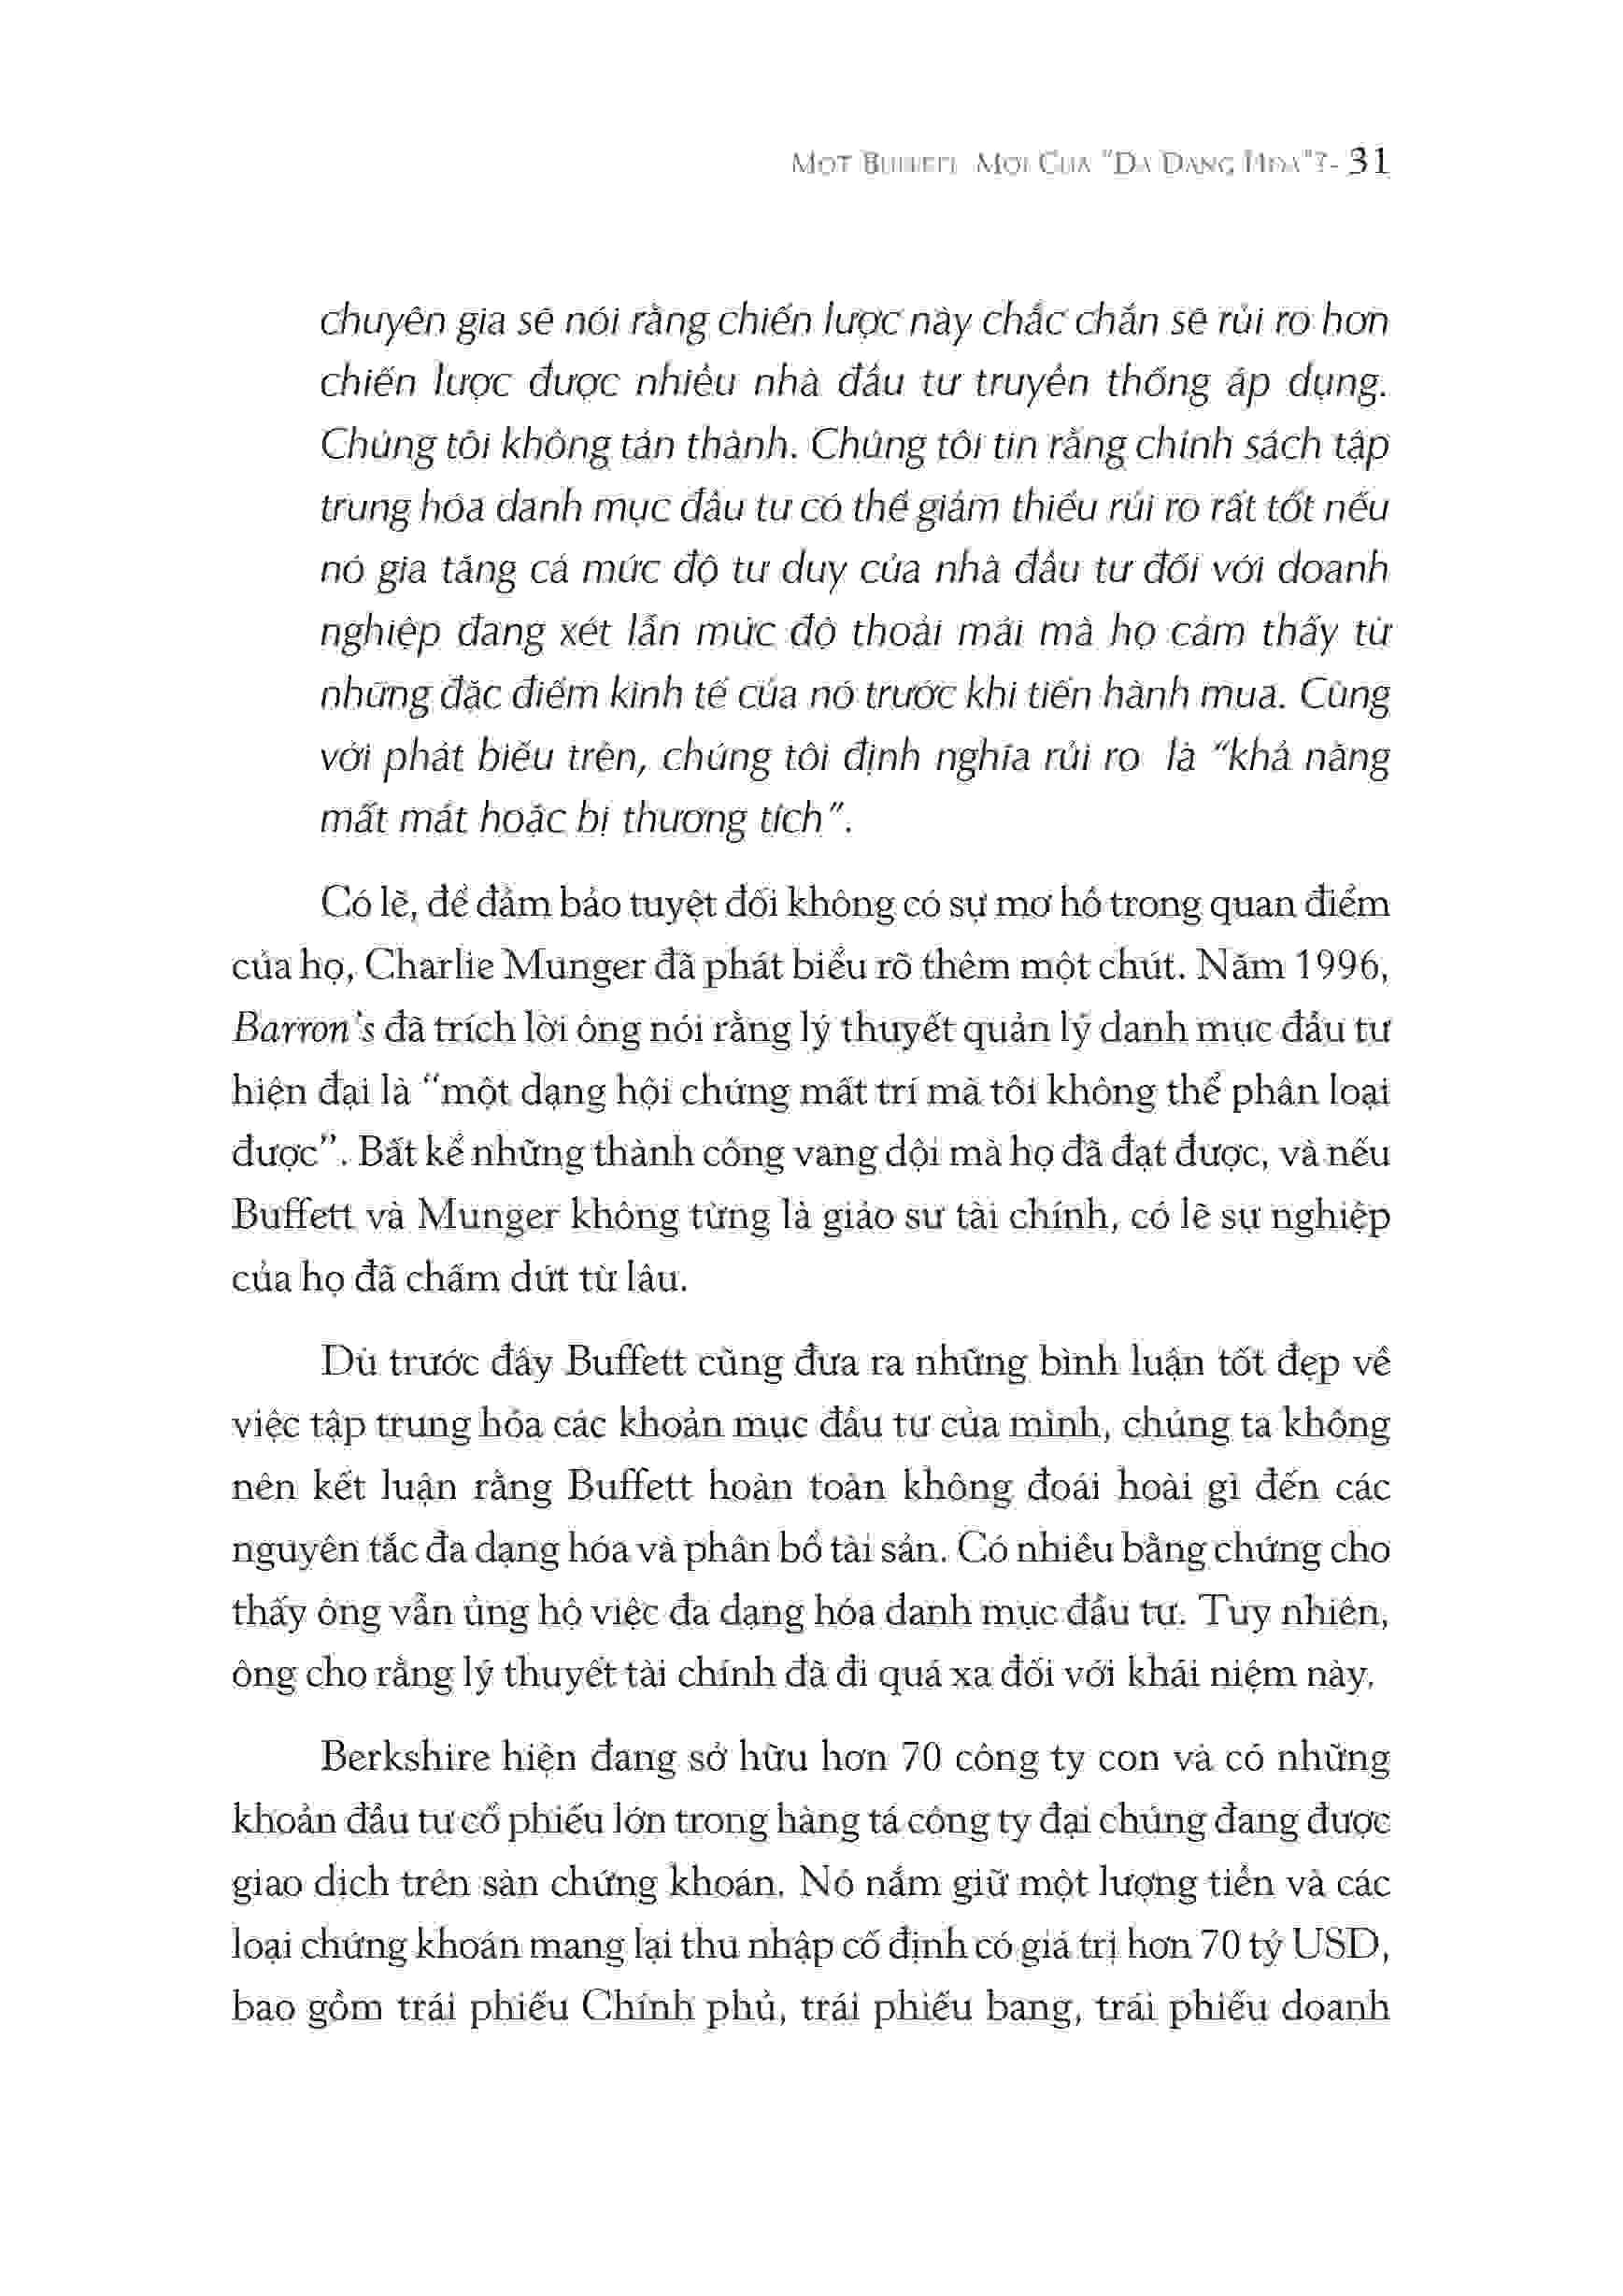 MỘT BUFFETT MỌI CỦA "ĐA DẠNG HÓA"?- 31
chuyên gia sẽ nói rằng chiến lược này chắc chắn sẽ rủi ro hơn
chiến lược được nhiều nhà đầu tư truyền thống áp dụng.
Chúng tôi không tán thành. Chúng tôi tin rằng chính sách tập
trung hóa danh mục đầu tư có thể giảm thiểu rủi ro rất tốt nếu
nó gia tăng cả mức độ tư duy của nhà đầu tư đối với doanh
nghiệp đang xét lẫn mức độ thoải mái mà họ cảm thấy từ
những đặc điểm kinh tế của nó trước khi tiến hành mua. Cùng
với phát biểu trên, chúng tôi định nghĩa rủi ro là “khả năng
mất mát hoặc bị thương tích”.
Có lẽ, để đảm bảo tuyệt đối không có sự mơ hồ trong quan điểm
của họ, Charlie Munger đã phát biểu rõ thêm một chút. Năm 1996,
Barron's đã trích lời ông nói rằng lý thuyết quản lý danh mục đầu tư
hiện đại là “một dạng hội chứng mất trí mà tôi không thể phân loại
được”. Bất kể những thành công vang dội mà họ đã đạt được, và nếu
Buffett và Munger không từng là giáo sư tài chính, có lẽ sự nghiệp
của họ đã chấm dứt từ lâu.
Dù trước đây Buffett cũng đưa ra những bình luận tốt đẹp về
việc tập trung hóa các khoản mục đầu tư của mình, chúng ta không
nên kết luận rằng Buffett hoàn toàn không đoái hoài gì đến các
nguyên tắc đa dạng hóa và phân bổ tài sản. Có nhiều bằng chứng cho
thấy ông vẫn ủng hộ việc đa dạng hóa danh mục đầu tư. Tuy nhiên,
ông cho rằng lý thuyết tài chính đã đi quá xa đối với khái niệm này.
Berkshire hiện đang sở hữu hơn 70 công ty con và có những
khoản đầu tư cổ phiếu lớn trong hàng tá công ty đại chúng đang được
giao dịch trên sàn chứng khoán. Nó nắm giữ một lượng tiền và các
loại chứng khoán mang lại thu nhập cố định có giá trị hơn 70 tỷ USD,
bao gồm trái phiếu Chính phủ, trái phiếu bang, trái phiếu doanh